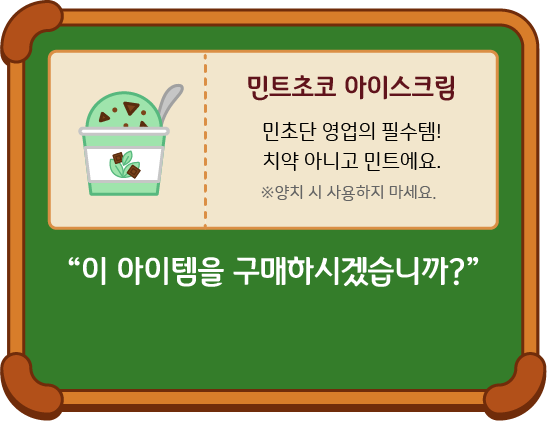 민트초코 아이스크림
민초단 영업의 필수템!
치약 아니고 민트에요.
※양치 시 사용하지 마세요.
“이 아이템을 구매하시겠습니까?”